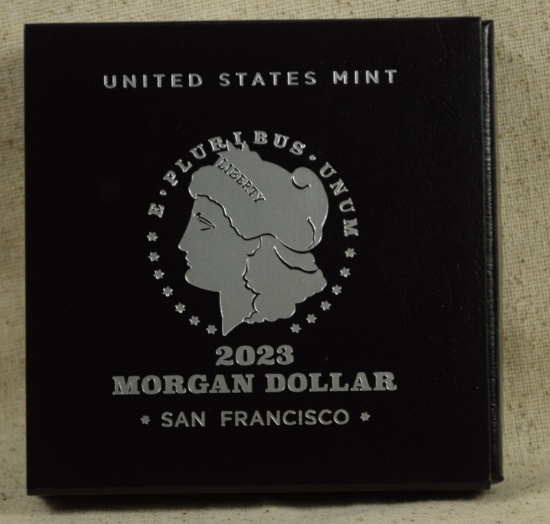 UNITED STATES MINT
E · PLURIBUS · UNUM
LIBERTY
2023
MORGAN DOLLAR
* SAN FRANCISCO *